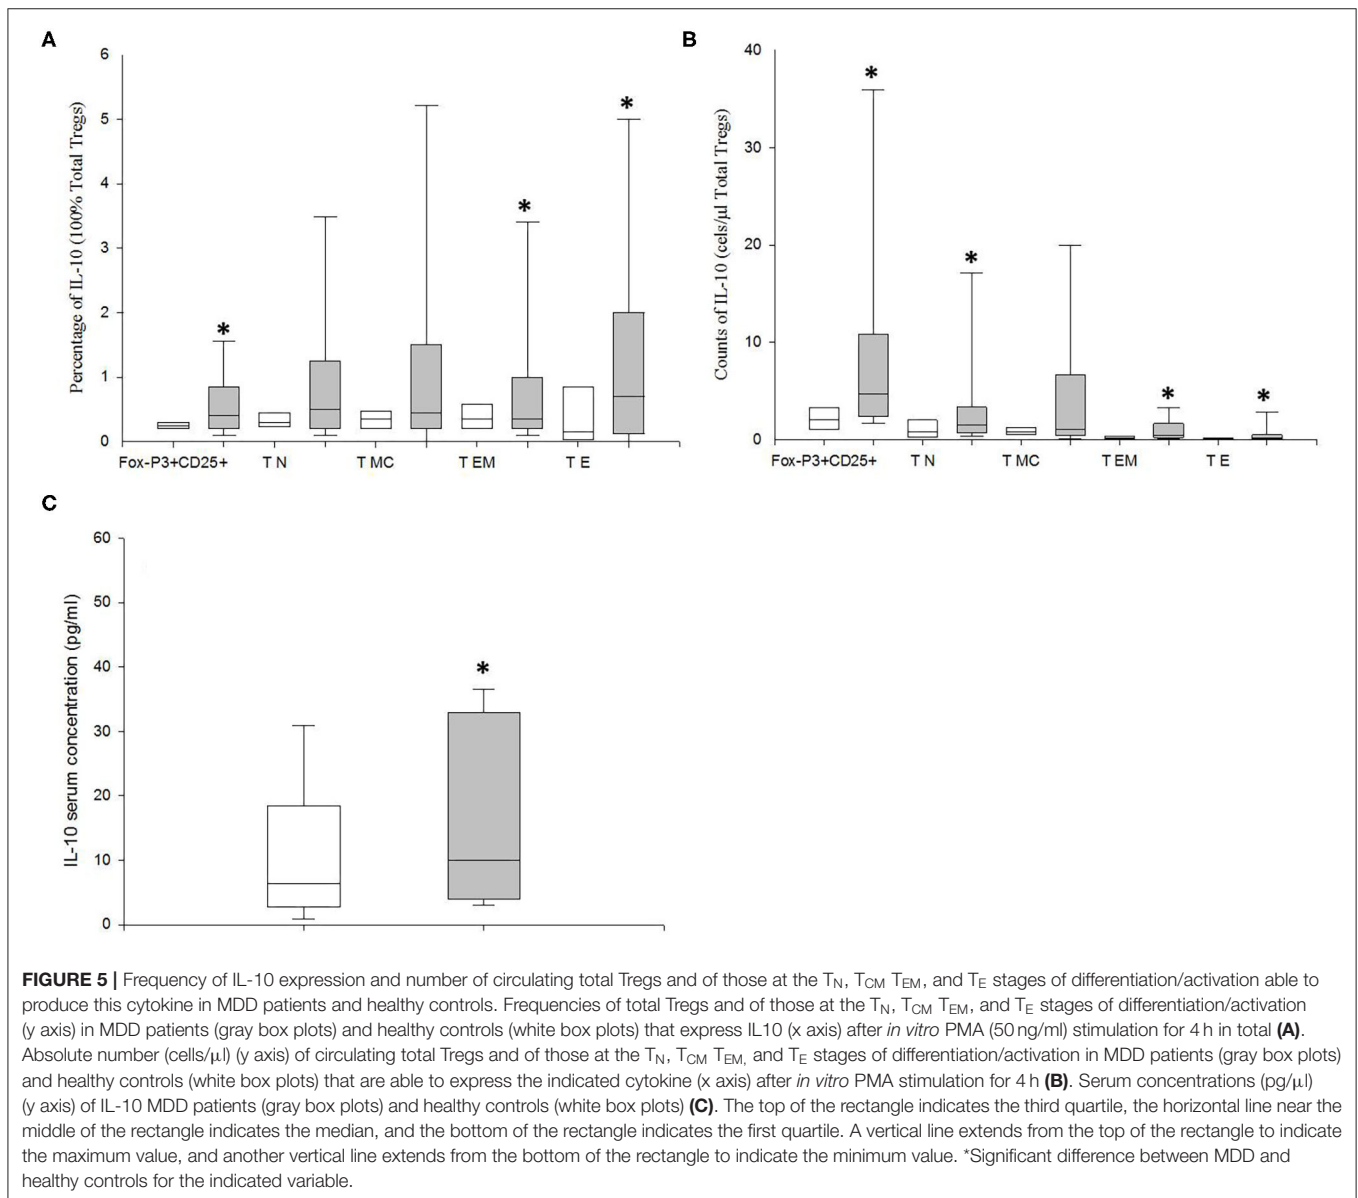 A
6
5
4
3
2
1
0
Percentage of IL-10 (100% Total Tregs)
*
*
*
Fox-P3+CD25+ T N T MC T EM T E
B
40
30
20
10
0
Counts of IL-10 (cels/µl Total Tregs)
*
*
*
*
Fox-P3+CD25+ T N T MC T EM T E
C
60
50
40
30
20
10
0
IL-10 serum concentration (pg/ml)
*
FIGURE 5 | Frequency of IL-10 expression and number of circulating total Tregs and of those at the TN, TCM TEM, and TE stages of differentiation/activation able to
produce this cytokine in MDD patients and healthy controls. Frequencies of total Tregs and of those at the TN, TCM TEM, and TE stages of differentiation/activation
(y axis) in MDD patients (gray box plots) and healthy controls (white box plots) that express IL10 (x axis) after in vitro PMA (50 ng/ml) stimulation for 4 h in total (A).
Absolute number (cells/µl) (y axis) of circulating total Tregs and of those at the TN, TCM TEM, and TE stages of differentiation/activation in MDD patients (gray box plots)
and healthy controls (white box plots) that are able to express the indicated cytokine (x axis) after in vitro PMA stimulation for 4 h (B). Serum concentrations (pg/µl)
(y axis) of IL-10 MDD patients (gray box plots) and healthy controls (white box plots) (C). The top of the rectangle indicates the third quartile, the horizontal line near the
middle of the rectangle indicates the median, and the bottom of the rectangle indicates the first quartile. A vertical line extends from the top of the rectangle to indicate
the maximum value, and another vertical line extends from the bottom of the rectangle to indicate the minimum value. *Significant difference between MDD and
healthy controls for the indicated variable.